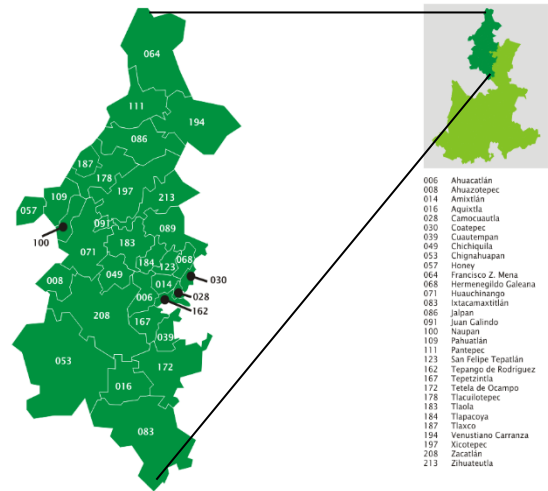 064
111
194
086
187
178
197
109
213
057
091
089
183
100
071
184
123
068
030
049
014
008
006
028
162
208
167
039
053
172
016
083
006 Ahuacatlán
008 Ahuazotepec
014 Amixtlán
016 Aquixtla
028 Camocuautla
030 Coatepec
039 Cuautempan
049 Chichiquila
053 Chignahuapan
057 Honey
064 Francisco Z. Mena
068 Hermenegildo Galeana
071 Huauchinango
083 Ixtacamaxtitlán
086 Jalpan
091 Juan Galindo
100 Naupan
109 Pahuatlán
111 Pantepec
123 San Felipe Tepatlán
162 Tepango de Rodríguez
167 Tepetzintla
172 Tetela de Ocampo
178 Tlacuilotepec
183 Tlaola
184 Tlapacoya
187 Tlaxco
194 Venustiano Carranza
197 Xicotepec
208 Zacatlán
213 Zihuateutla